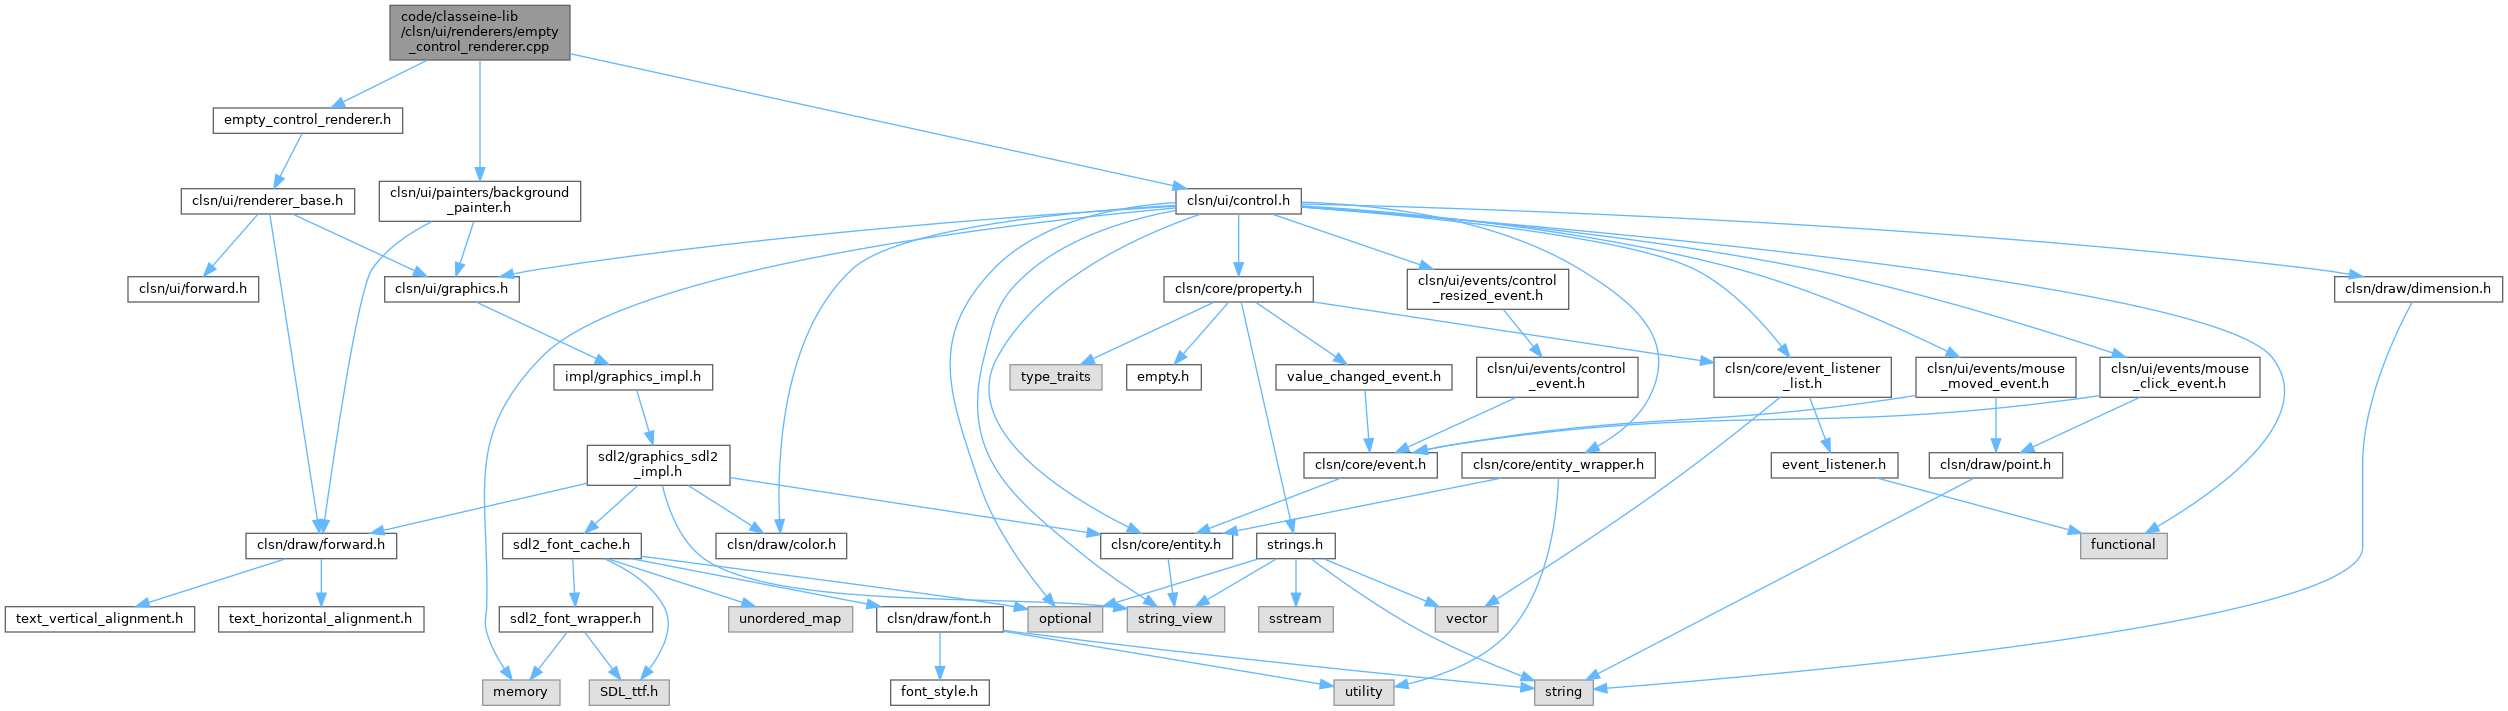 code/classeine-lib
/clsn/ui/renderers/empty
_control_renderer.cpp
empty_control_renderer.h
clsn/ui/painters/background
_painter.h
clsn/ui/renderer_base.h
clsn/ui/control.h
clsn/ui/forward.h
clsn/ui/graphics.h
clsn/core/property.h
clsn/ui/events/control
_resized_event.h
clsn/draw/dimension.h
impl/graphics_impl.h
type_traits
empty.h
value_changed_event.h
clsn/ui/events/control
_event.h
clsn/core/event_listener
_list.h
clsn/ui/events/mouse
_moved_event.h
clsn/ui/events/mouse
_click_event.h
sdl2/graphics_sdl2
_impl.h
clsn/core/event.h
clsn/core/entity_wrapper.h
event_listener.h
clsn/draw/point.h
clsn/draw/forward.h
sdl2_font_cache.h
clsn/draw/color.h
clsn/core/entity.h
strings.h
functional
text_vertical_alignment.h
text_horizontal_alignment.h
sdl2_font_wrapper.h
unordered_map
clsn/draw/font.h
optional
string_view
sstream
vector
memory
SDL_ttf.h
font_style.h
utility
string